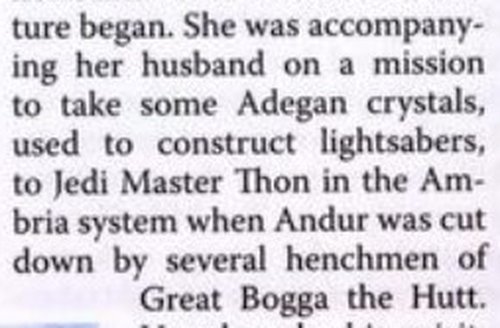 ture began. She was accompany-
ing her husband on a mission
to take some Adegan crystals,
used to construct lightsabers,
to Jedi Master Thon in the Am-
bria system when Andur was cut
down by several henchmen of
Great Bogga the Hutt.